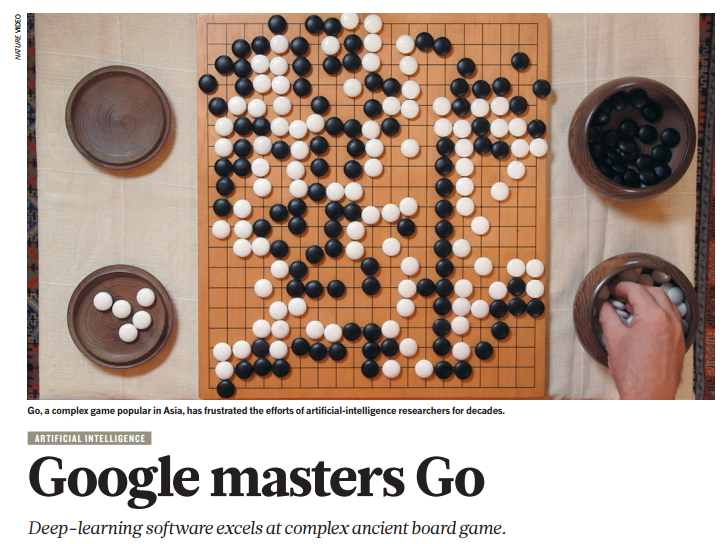 NATURE VIDEO
Go, a complex game popular in Asia, has frustrated the efforts of artificial-intelligence researchers for decades.
ARTIFICIAL INTELLIGENCE
Google masters Go
Deep-learning software excels at complex ancient board game.